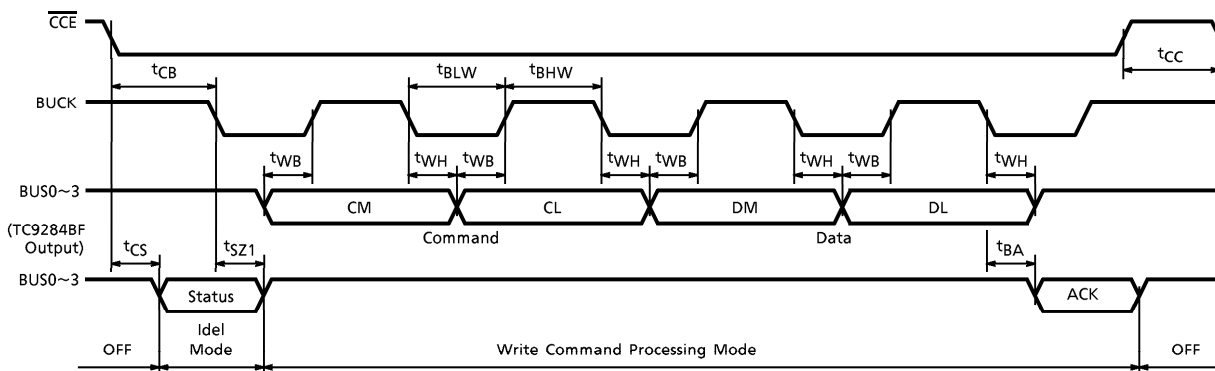 CCE
tCB
tBLW
tBHW
tCC
BUCK
tWB
tWH
tWB
tWH
tWB
tWH
tWB
tWH
BUS0~3
CM
CL
DM
DL
(TC9284BF
Output)
tCS
tSZ1
Command
Data
tBA
BUS0~3
Status
ACK
OFF
Idel
Mode
Write Command Processing Mode
OFF